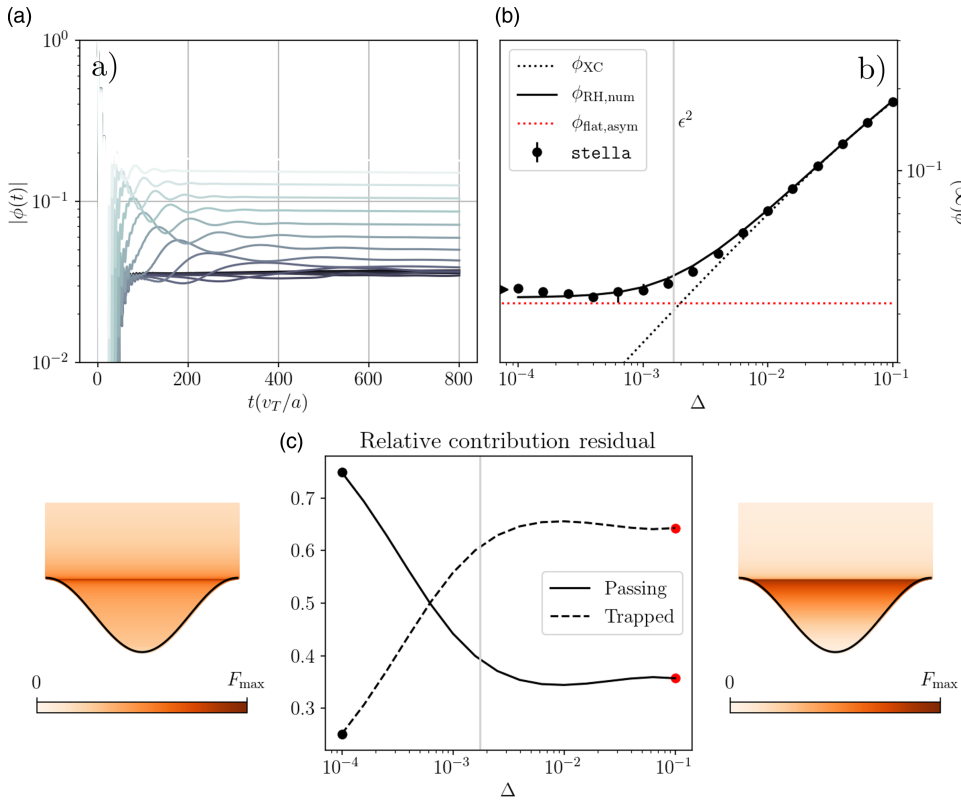 (a)
(b)
a)
b)
10^0
10^-1
10^-2
|ϕ(t)|
0
200
400
600
800
t(v_T/a)
ϕ_XC
ϕ_RH,num
ϕ_flat,asym
stella
ϵ^2
10^-1
ϕ(∞)
10^-4
10^-3
10^-2
10^-1
Δ
(c)
Relative contribution residual
0.7
0.6
0.5
0.4
0.3
Passing
Trapped
10^-4
10^-3
10^-2
10^-1
Δ
0
F_max
0
F_max